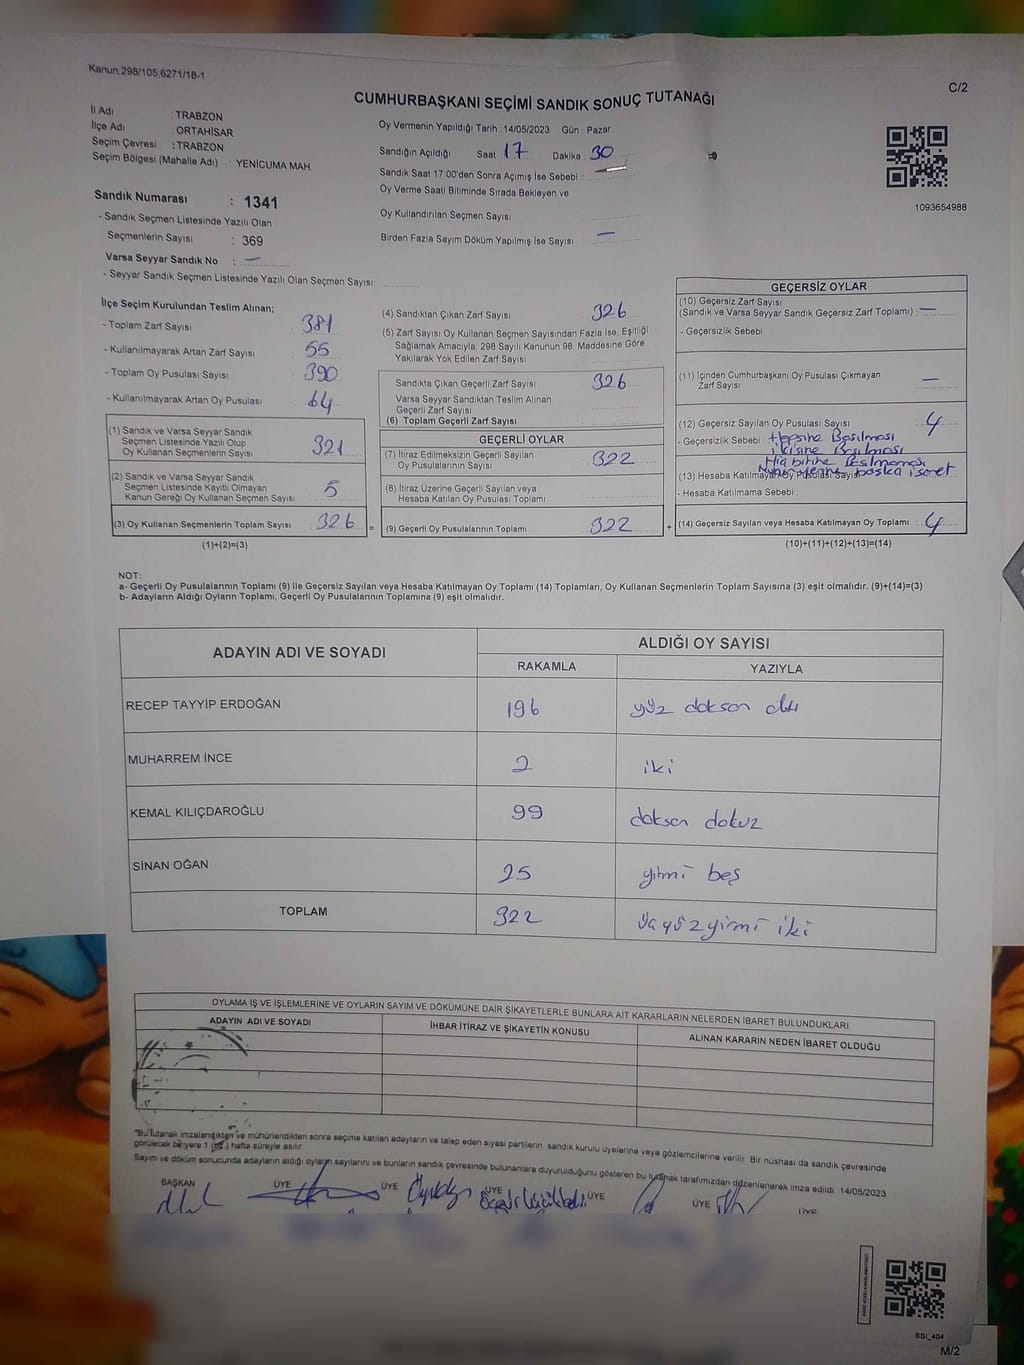 Kanun:298/105,6271/18-1
C/2
CUMHURBAŞKANI SEÇİMİ SANDIK SONUÇ TUTANAĞI
İl Adı : TRABZON
İlçe Adı : ORTAHİSAR
Seçim Çevresi : TRABZON
Seçim Bölgesi (Mahalle Adı) : YENİCUMA MAH
Oy Vermenin Yapıldığı Tarih : 14/05/2023 Gün : Pazar
Sandığın Açıldığı Saat 17 Dakika : 30
Sandık Saat 17:00'den Sonra Açımış İse Sebebi :
Oy Verme Saati Bitiminde Sırada Bekleyen ve
Oy Kullandırılan Seçmen Sayısı
Birden Fazla Sayım Döküm Yapılmış İse Sayısı : —
1093654988
Sandık Numarası : 1341
- Sandık Seçmen Listesinde Yazılı Olan
Seçmenlerin Sayısı : 369
Varsa Seyyar Sandık No : —
- Seyyar Sandık Seçmen Listesinde Yazılı Olan Seçmen Sayısı:
İlçe Seçim Kurulundan Teslim Alınan;
- Toplam Zarf Sayısı : 381
- Kullanılmayarak Artan Zarf Sayısı : 55
- Toplam Oy Pusulası Sayısı : 390
- Kullanılmayarak Artan Oy Pusulası : 64
(1) Sandık ve Varsa Seyyar Sandık
Seçmen Listesinde Yazılı Olup
Oy Kullanan Seçmenlerin Sayısı : 321
(2) Sandık ve Varsa Seyyar Sandık
Seçmen Listesinde Kayıtlı Olmayan
Kanun Gereği Oy Kullanan Seçmen Sayısı : 5
(3) Oy Kullanan Seçmenlerin Toplam Sayısı : 326 =
(1)+(2)=(3)
(4) Sandıktan Çıkan Zarf Sayısı : 326
(5) Zarf Sayısı Oy Kullanan Seçmen Sayısından Fazla İse, Eşitliği
Sağlamak Amacıyla; 298 Sayılı Kanunun 98. Maddesine Göre
Yakılarak Yok Edilen Zarf Sayısı
Sandıkta Çıkan Geçerli Zarf Sayısı : 326
Varsa Seyyar Sandıktan Teslim Alınan
Geçerli Zarf Sayısı
(6) Toplam Geçerli Zarf Sayısı
GEÇERLİ OYLAR
(7) İtiraz Edilmeksizin Geçerli Sayılan
Oy Pusulalarının Sayısı : 322
(8) İtiraz Üzerine Geçerli Sayılan veya
Hesaba Katılan Oy Pusulası Toplamı
(9) Geçerli Oy Pusulalarının Toplamı : 322 +
GEÇERSİZ OYLAR
(10) Geçersiz Zarf Sayısı
(Sandık ve Varsa Seyyar Sandık Geçersiz Zarf Toplamı) : —
- Geçersizlik Sebebi :
(11) İçinden Cumhurbaşkanı Oy Pusulası Çıkmayan
Zarf Sayısı : —
(12) Geçersiz Sayılan Oy Pusulası Sayısı : 4
- Geçersizlik Sebebi : Hepsine Basılması
ikisine Basılması
Hiç birine Basılmaması
başka işaret
(13) Hesaba Katılmayan Oy Pusulası Sayısı
- Hesaba Katılmama Sebebi :
(14) Geçersiz Sayılan veya Hesaba Katılmayan Oy Toplamı : 4
(10)+(11)+(12)+(13)=(14)
NOT:
a- Geçerli Oy Pusulalarının Toplamı (9) ile Geçersiz Sayılan veya Hesaba Katılmayan Oy Toplamı (14) Toplamları, Oy Kullanan Seçmenlerin Toplam Sayısına (3) eşit olmalıdır. (9)+(14)=(3)
b- Adayların Aldığı Oyların Toplamı, Geçerli Oy Pusulalarının Toplamına (9) eşit olmalıdır.
ADAYIN ADI VE SOYADI
ALDIĞI OY SAYISI
RAKAMLA YAZIYLA
RECEP TAYYİP ERDOĞAN 196 yüz doksan altı
MUHARREM İNCE 2 iki
KEMAL KILIÇDAROĞLU 99 doksan dokuz
SİNAN OĞAN 25 yirmi beş
TOPLAM 322 üçyüzyirmi iki
OYLAMA İŞ VE İŞLEMLERİNE VE OYLARIN SAYIM VE DÖKÜMÜNE DAİR ŞİKAYETLERLE BUNLARA AİT KARARLARIN NELERDEN İBARET BULUNDUKLARI
ADAYIN ADI VE SOYADI İHBAR İTİRAZ VE ŞİKAYETİN KONUSU ALINAN KARARIN NEDEN İBARET OLDUĞU
"Bu tutanak imzalandıktan ve mühürlendikten sonra seçime katılan adayların ve talep eden siyasi partilerin sandık kurulu üyelerine veya gözlemcilerine verilir. Bir nüshası da sandık çevresinde
görülecek bir yere 1 (bir) hafta süreyle asılır.
Sayım ve döküm sonucunda adayların aldığı oyların sayılarını ve bunların sandık çevresinde bulunanlara duyurulduğunu gösteren bu tutanak tarafımızdan düzenlenerek imza edildi. 14/05/2023
BAŞKAN ÜYE ÜYE ÜYE ÜYE ÜYE ÜYE
SSI_404
M/2